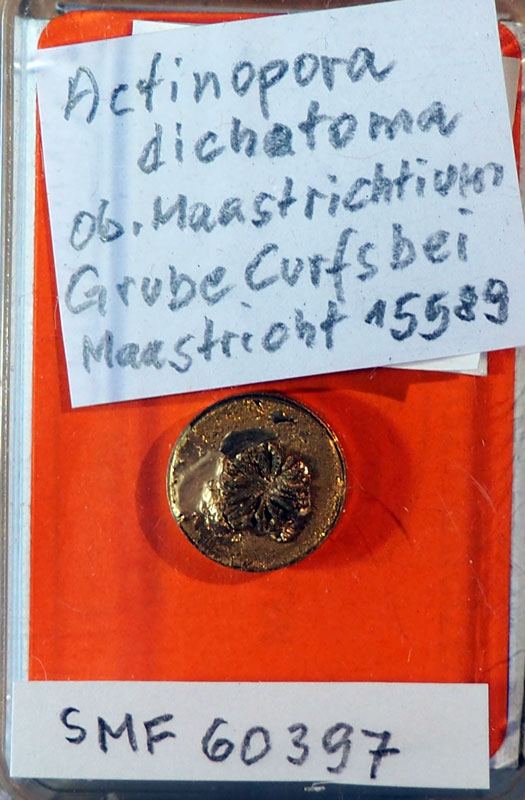 Actinopora
dichotoma
Ob. Maastrichtium
Grube Curfs bei
Maastricht 15589
SMF 60397